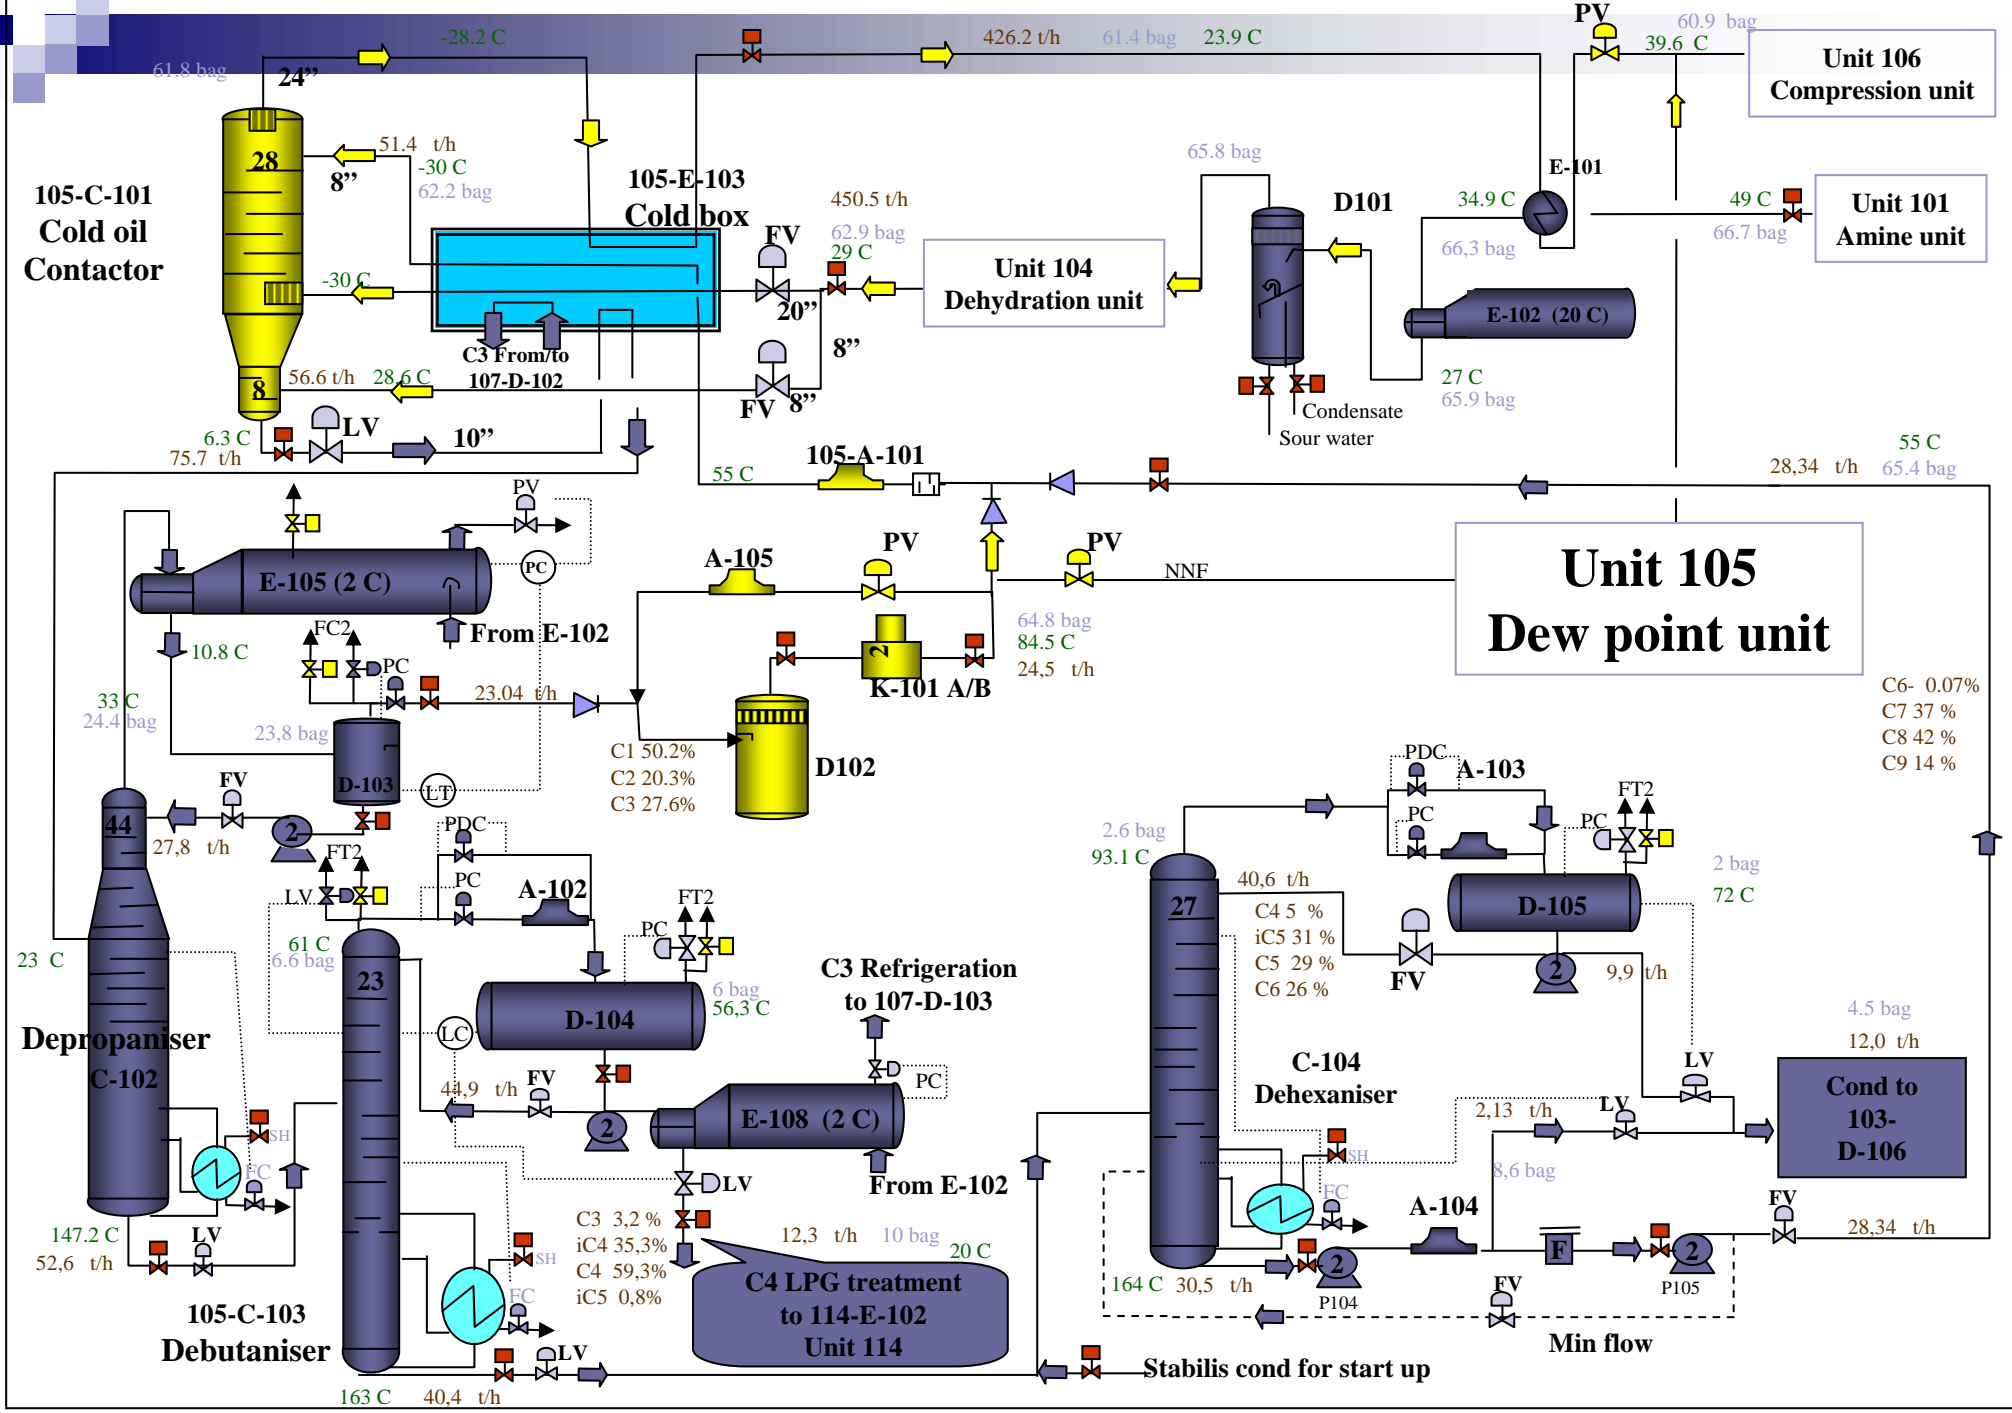 PV
60.9 bag
-28.2 C
426.2 t/h
61.4 bag
23.9 C
39.6 C
61.8 bag
24”
Unit 106
Compression unit
51.4 t/h
-30 C
62.2 bag
28
8”
105-C-101
Cold oil
Contactor
105-E-103
Cold box
450.5 t/h
62.9 bag
29 C
FV
20”
65.8 bag
D101
E-101
34.9 C
66,3 bag
49 C
66.7 bag
Unit 101
Amine unit
Unit 104
Dehydration unit
-30 C
E-102 (20 C)
C3 From/to
107-D-102
8”
56.6 t/h
28.6 C
8
FV
8”
27 C
65.9 bag
Condensate
Sour water
LV
10”
6.3 C
75.7 t/h
55 C
105-A-101
28,34 t/h
55 C
65.4 bag
PV
PC
E-105 (2 C)
From E-102
A-105
PV
PV
NNF
Unit 105
Dew point unit
64.8 bag
84.5 C
24,5 t/h
2
K-101 A/B
10.8 C
FC2
PC
23.04 t/h
33 C
24.4 bag
23,8 bag
D-103
LT
C1 50.2%
C2 20.3%
C3 27.6%
D102
C6- 0.07%
C7 37 %
C8 42 %
C9 14 %
FV
44
27,8 t/h
2
FT2
PDC
PC
LV
A-102
FT2
PC
61 C
6.6 bag
23
D-104
6 bag
56,3 C
LC
23 C
Depropaniser
C-102
44,9 t/h
FV
2
E-108 (2 C)
PC
C3 Refrigeration
to 107-D-103
From E-102
LV
SH
FC
147.2 C
52,6 t/h
LV
105-C-103
Debutaniser
SH
FC
LV
163 C
40,4 t/h
C3 3,2 %
iC4 35,3%
C4 59,3%
iC5 0,8%
12,3 t/h
10 bag
20 C
C4 LPG treatment
to 114-E-102
Unit 114
Stabilis cond for start up
2.6 bag
93.1 C
27
PDC
PC
A-103
FT2
PC
D-105
2 bag
72 C
40,6 t/h
C4 5 %
iC5 31 %
C5 29 %
C6 26 %
FV
2
9,9 t/h
4.5 bag
12,0 t/h
C-104
Dehexaniser
LV
LV
2,13 t/h
Cond to
103-
D-106
SH
FC
8,6 bag
A-104
F
FV
28,34 t/h
164 C
30,5 t/h
2
P104
2
P105
FV
Min flow